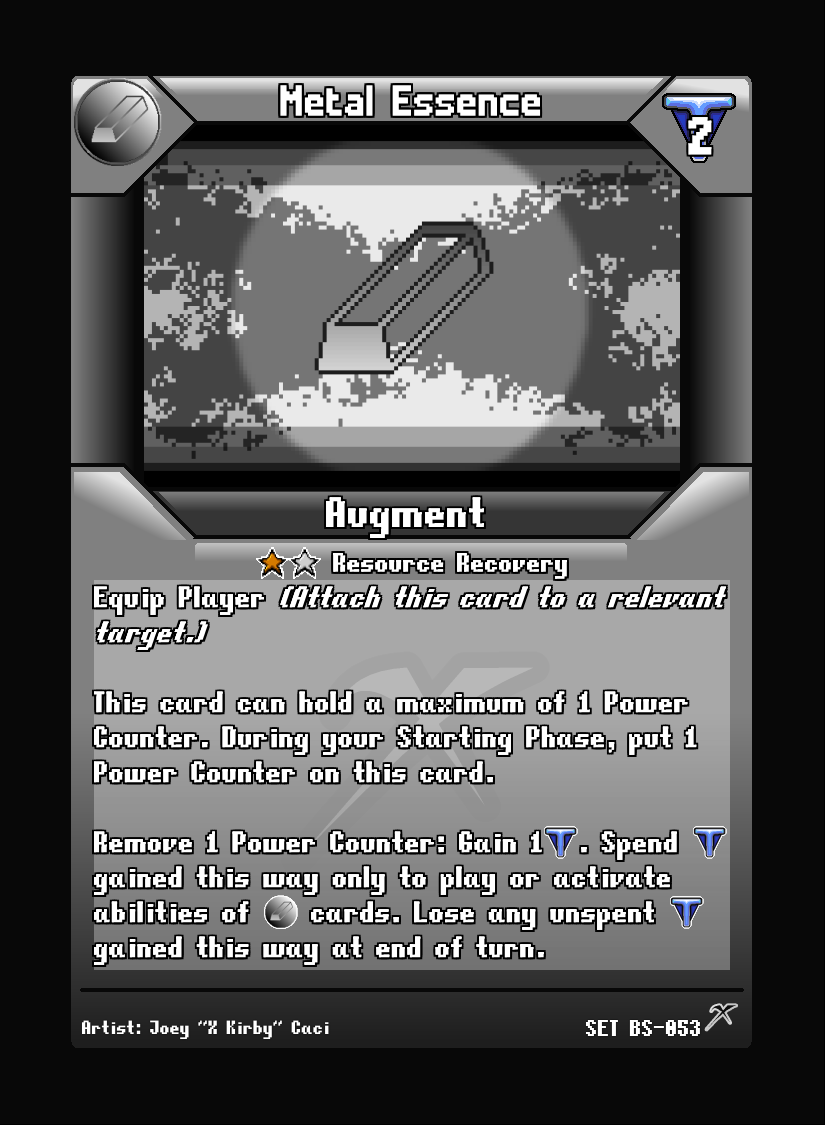 Metal Essence
2
Augment
Resource Recovery
Equip Player (Attach this card to a relevant
target.)
This card can hold a maximum of 1 Power
Counter. During your Starting Phase, put 1
Power Counter on this card.
Remove 1 Power Counter: Gain 1 T. Spend T
gained this way only to play or activate
abilities of cards. Lose any unspent T
gained this way at end of turn.
Artist: Joey "X Kirby" Caci
SET BS-053